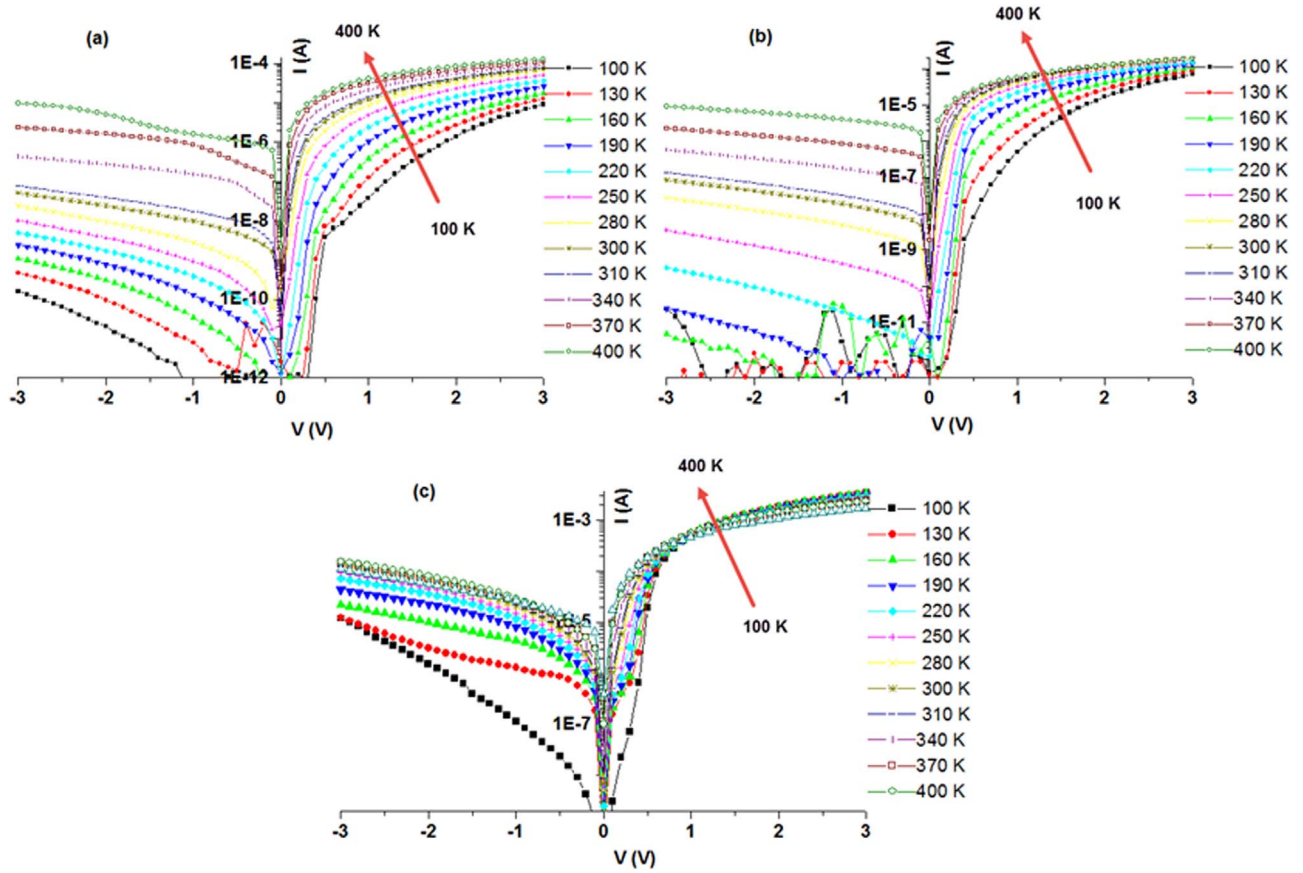 (a)
400 K
I (A)
1E-4
1E-6
1E-8
1E-10
1E-12
100 K
-3 -2 -1 0 1 2 3
V (V)
100 K
130 K
160 K
190 K
220 K
250 K
280 K
300 K
310 K
340 K
370 K
400 K
(b)
400 K
I (A)
1E-5
1E-7
1E-9
1E-11
100 K
-3 -2 -1 0 1 2 3
V (V)
100 K
130 K
160 K
190 K
220 K
250 K
280 K
300 K
310 K
340 K
370 K
400 K
(c)
400 K
I (A)
1E-3
1E-7
100 K
-3 -2 -1 0 1 2 3
V (V)
100 K
130 K
160 K
190 K
220 K
250 K
280 K
300 K
310 K
340 K
370 K
400 K